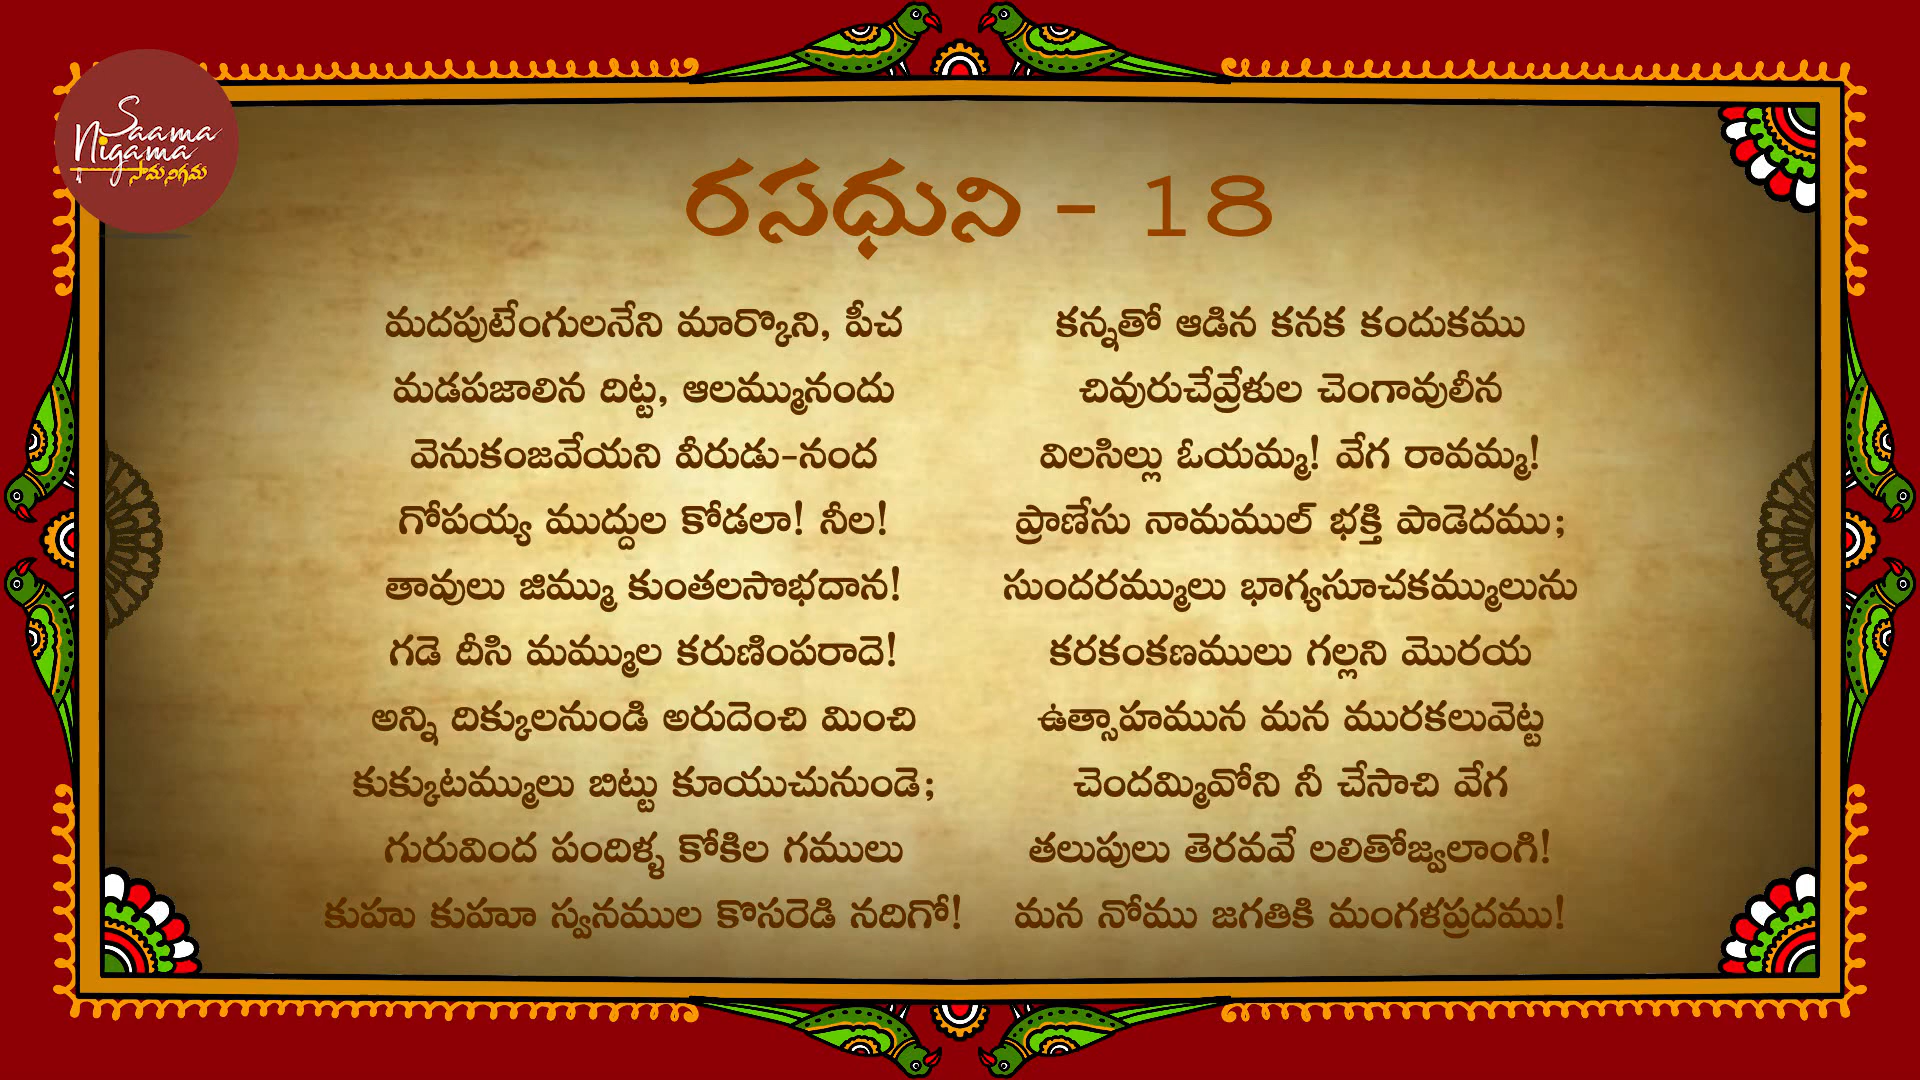 Saama
Nigama
సామనిగమ
రసధుని - 18
మదపుటేంగులనేని మార్కొని, పీచ
మడపజాలిన దిట్ట, ఆలమ్మునందు
వెనుకంజవేయని వీరుడు-నంద
గోపయ్య ముద్దుల కోడలా! నీల!
తావులు జిమ్ము కుంతలసొభదాన!
గడె దీసి మమ్ముల కరుణింపరాదె!
అన్ని దిక్కులనుండి అరుదెంచి మించి
కుక్కుటమ్ములు బిట్టు కూయుచునుండె;
గురువింద పందిళ్ళ కోకిల గములు
కుహు కుహూ స్వనముల కొసరెడి నదిగో!
కన్నతో ఆడిన కనక కందుకము
చివురుచేవ్రేళుల చెంగావులీన
విలసిల్లు ఓయమ్మ! వేగ రావమ్మ!
ప్రాణేసు నామముల్ భక్తి పాడెదము;
సుందరమ్ములు భాగ్యసూచకమ్ములును
కరకంకణములు గల్లని మొరయ
ఉత్సాహమున మన మురకలువెట్ట
చెందమ్మివోని నీ చేసాచి వేగ
తలుపులు తెరవవే లలితోజ్వలాంగి!
మన నోము జగతికి మంగళప్రదము!